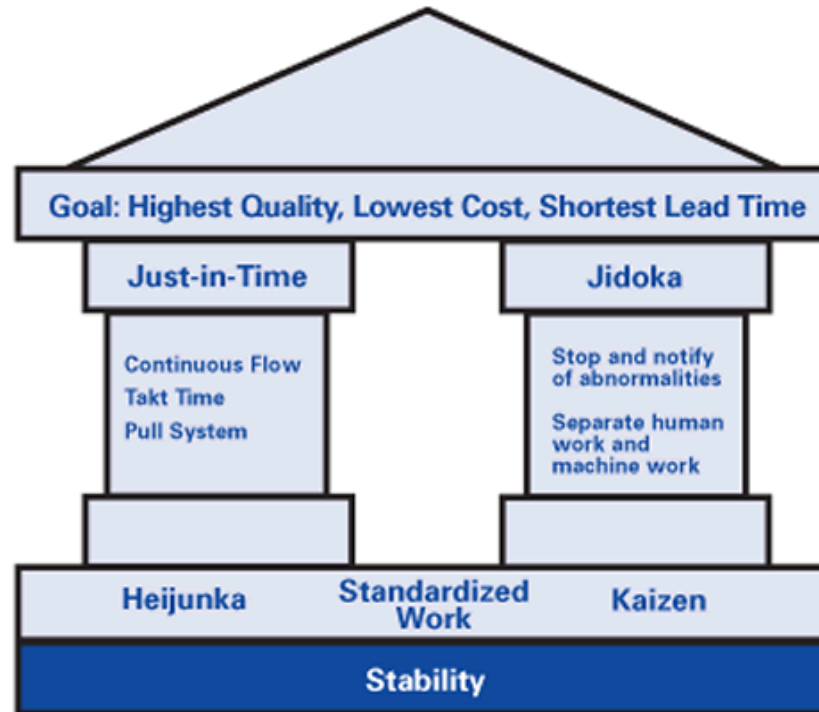 Goal: Highest Quality, Lowest Cost, Shortest Lead Time
Just-in-Time
Continuous Flow
Takt Time
Pull System
Jidoka
Stop and notify
of abnormalities
Separate human
work and
machine work
Heijunka
Standardized
Work
Kaizen
Stability